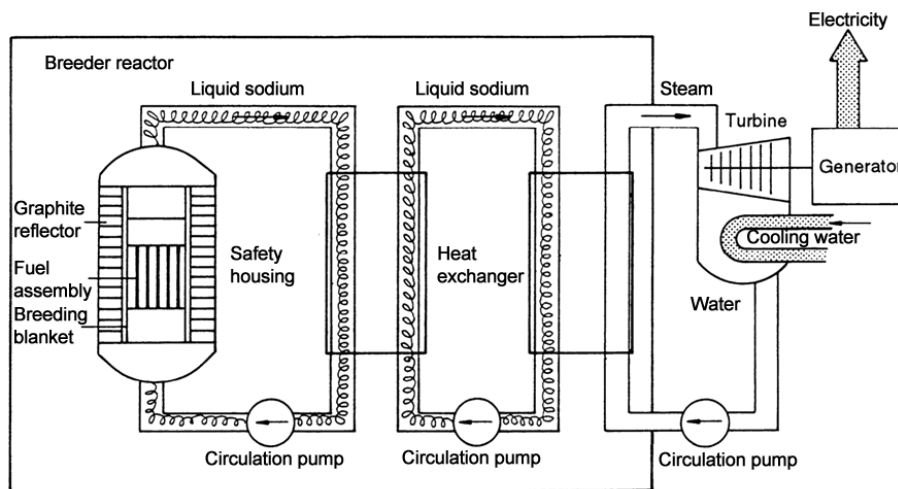 Electricity
Breeder reactor
Liquid sodium
Liquid sodium
Steam
Turbine
Generator
Graphite
reflector
Fuel
assembly
Breeding
blanket
Safety
housing
Heat
exchanger
Cooling water
Water
Circulation pump
Circulation pump
Circulation pump